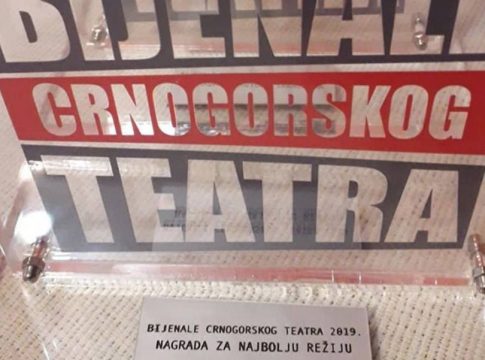 BIJENALE
CRNOGORSKOG
TEATRA
BIJENALE CRNOGORSKOG TEATRA 2019.
NAGRADA ZA NAJBOLJU REŽIJU